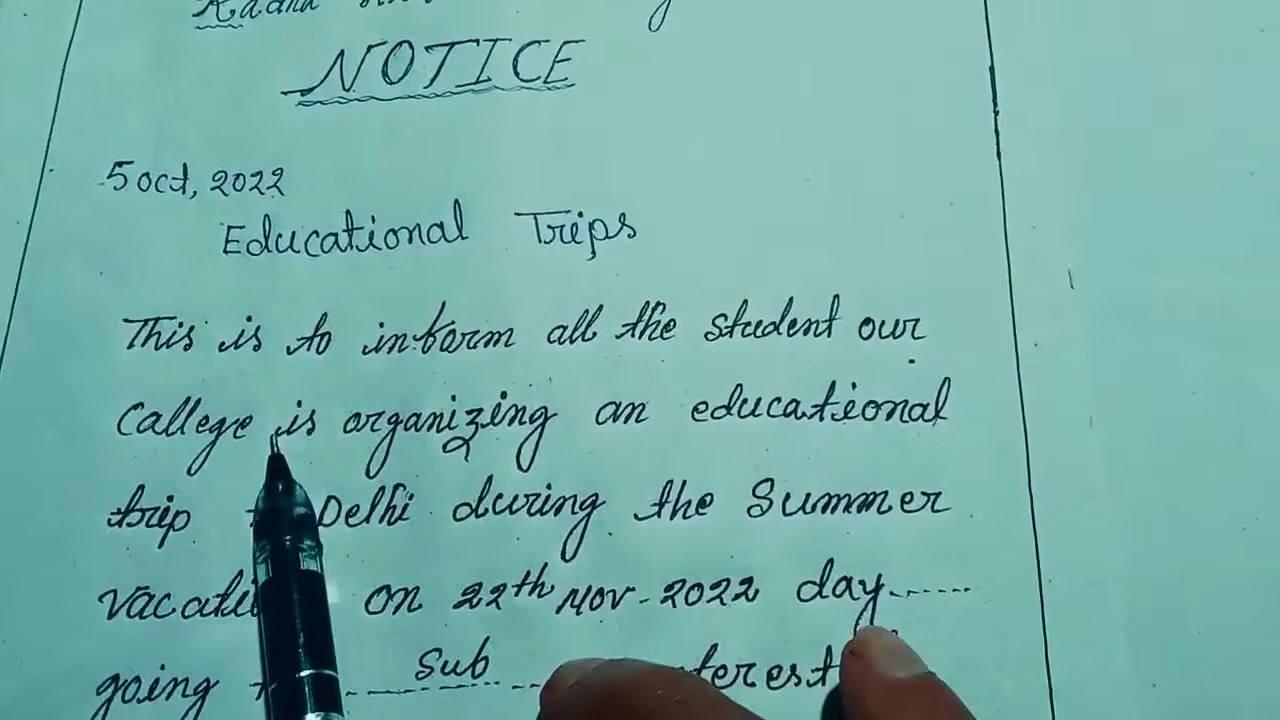 NOTICE
5 oct, 2022
Educational Trips
This is to inform all the student our
Callege is organizing an educational
trip Delhi during the Summer
on 22th Nov-2022 day......
going sub